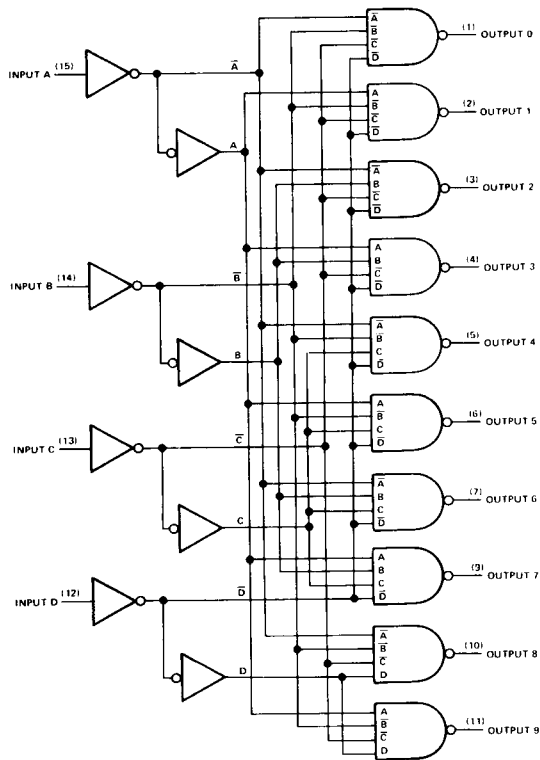 A̅
B̅
C̅
D̅
(1) OUTPUT 0
INPUT A (15)
A̅
A
B̅
C̅
D̅
(2) OUTPUT 1
A
A̅
B
C̅
D̅
(3) OUTPUT 2
A
B
C̅
D̅
(4) OUTPUT 3
INPUT B (14)
B̅
A̅
B̅
C
D̅
(5) OUTPUT 4
B
A
B̅
C
D̅
(6) OUTPUT 5
INPUT C (13)
C̅
A̅
B
C
D̅
(7) OUTPUT 6
C
A
B
C
D̅
(9) OUTPUT 7
INPUT D (12)
D̅
A̅
B̅
C̅
D
(10) OUTPUT 8
D
A
B̅
C̅
D
(11) OUTPUT 9